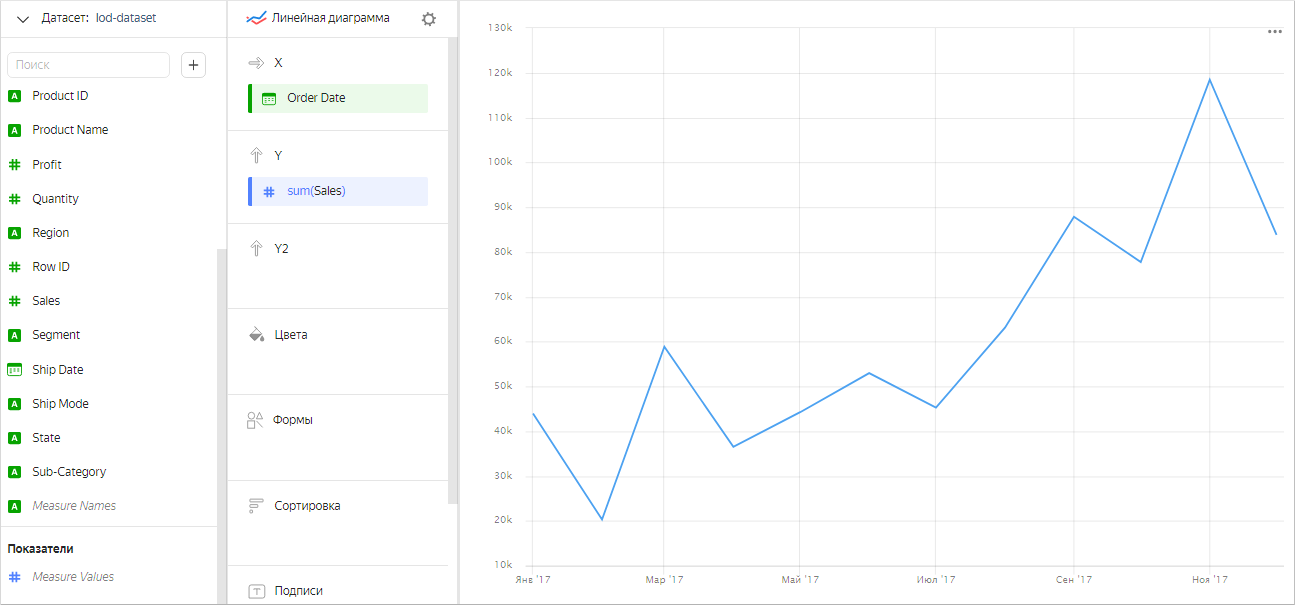 Датасет: lod-dataset
Поиск
+
Product ID
Product Name
Profit
Quantity
Region
Row ID
Sales
Segment
Ship Date
Ship Mode
State
Sub-Category
Measure Names
Показатели
Measure Values
Линейная диаграмма
X
Order Date
Y
sum(Sales)
Y2
Цвета
Формы
Сортировка
Подписи
130k
120k
110k
100k
90k
80k
70k
60k
50k
40k
30k
20k
10k
Янв '17 Мар '17 Май '17 Июл '17 Сен '17 Ноя '17